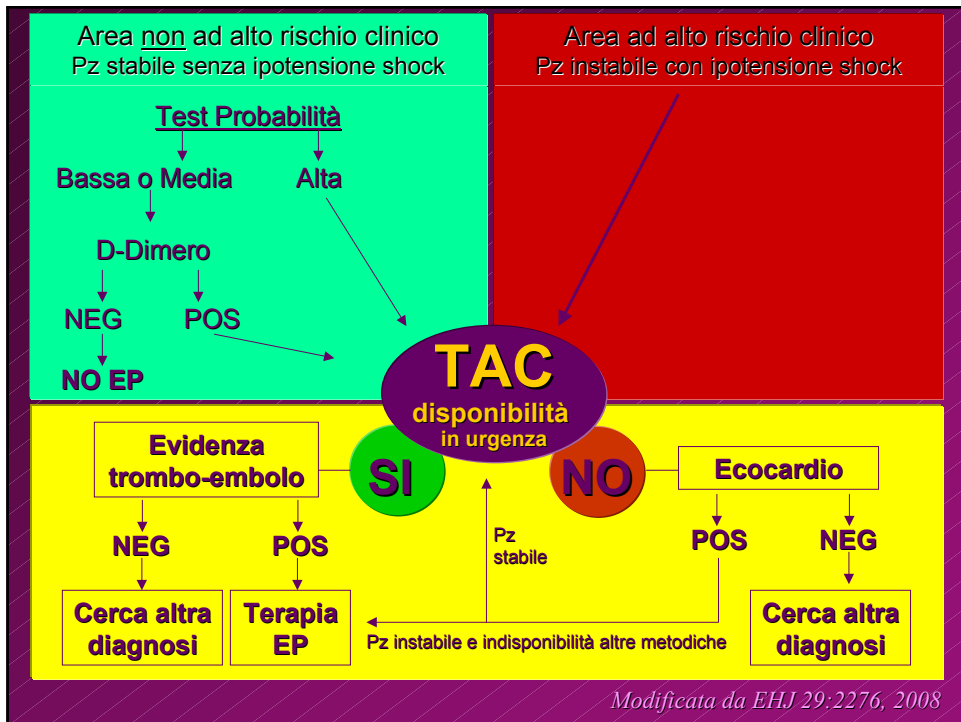 Area non ad alto rischio clinico
Pz stabile senza ipotensione shock
Area ad alto rischio clinico
Pz instabile con ipotensione shock
Test Probabilità
Bassa o Media
Alta
D-Dimero
NEG
POS
NO EP
TAC
disponibilità
in urgenza
SI
NO
Evidenza
trombo-embolo
NEG
POS
Cerca altra
diagnosi
Terapia
EP
Pz
stabile
Pz instabile e indisponibilità altre metodiche
Ecocardio
POS
NEG
Cerca altra
diagnosi
Modificata da EHJ 29:2276, 2008